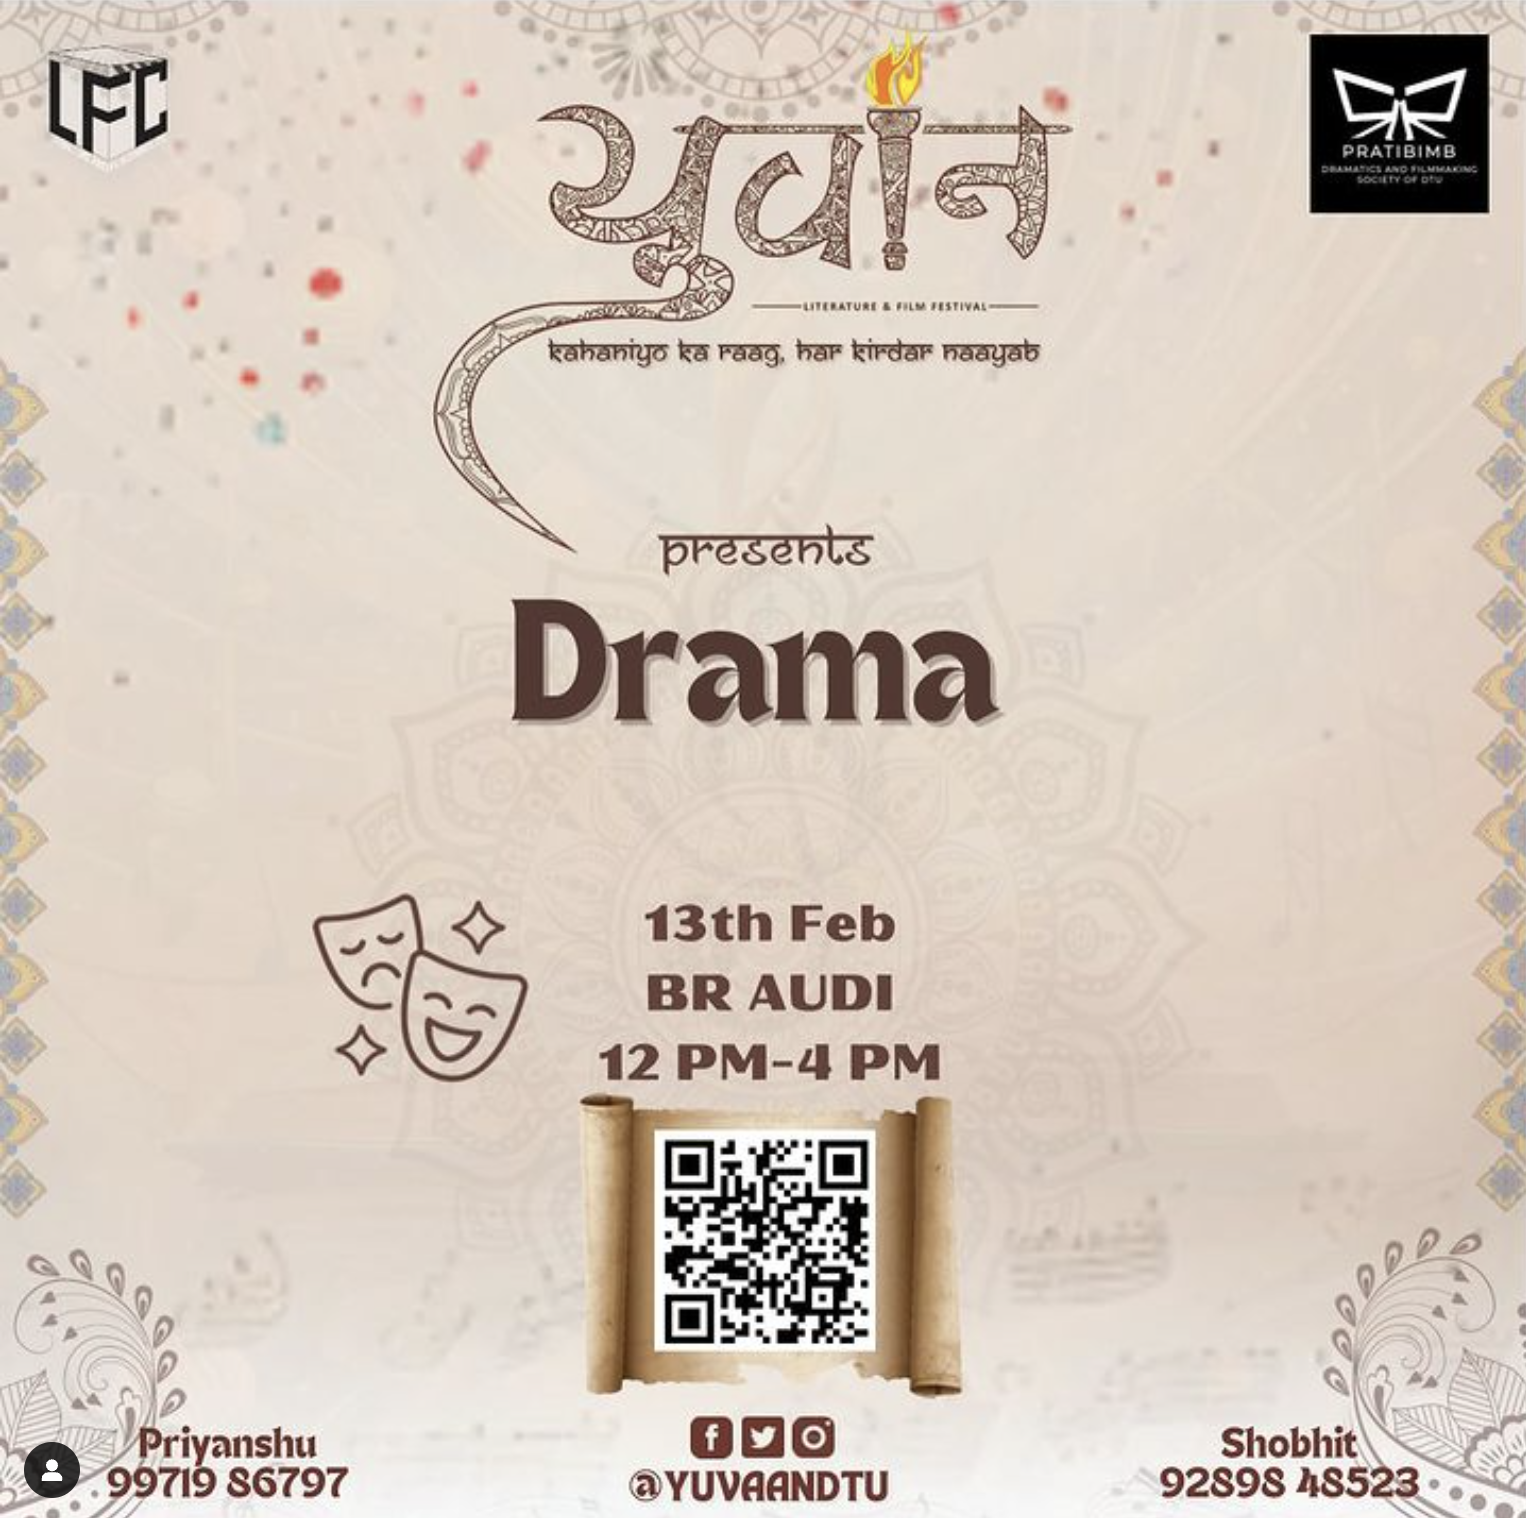 LFC
युवान
PRATIBIMB
DRAMATICS AND FILMMAKING
SOCIETY OF DTU
LITERATURE & FILM FESTIVAL
kahaniyo ka raag, har kirdar naayab
presents
Drama
13th Feb
BR AUDI
12 PM-4 PM
Priyanshu
99719 86797
@YUVAANDTU
Shobhit
92898 48523